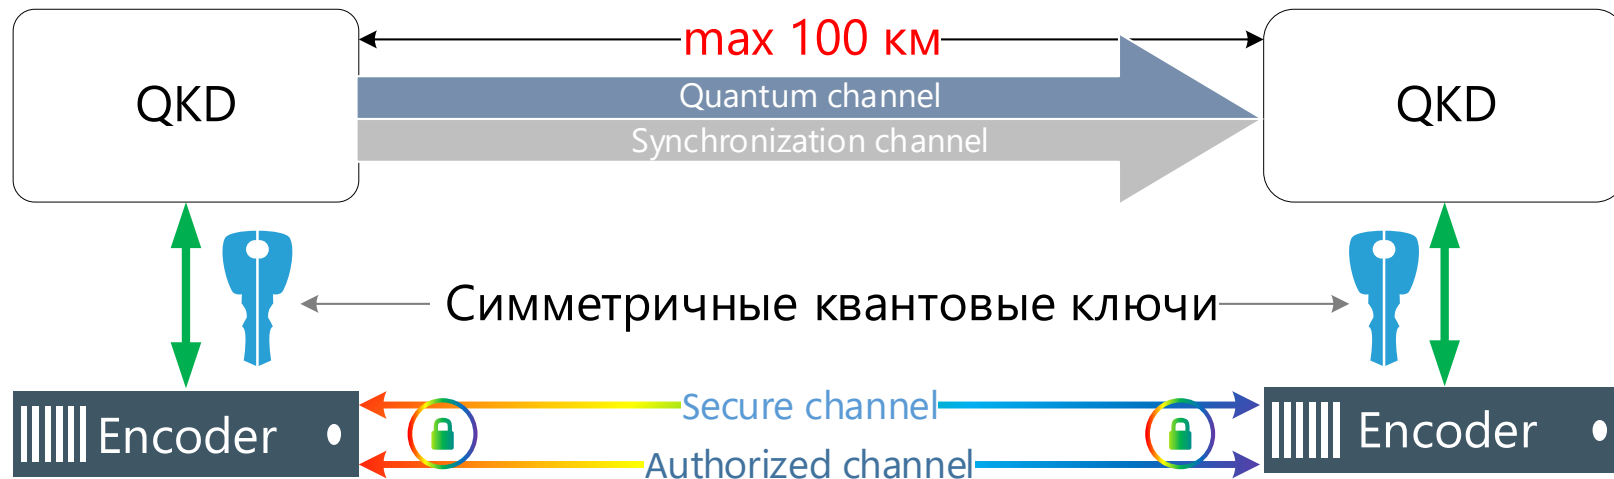 max 100 км
QKD
Quantum channel
QKD
Synchronization channel
Симметричные квантовые ключи
Encoder
Secure channel
Encoder
Authorized channel